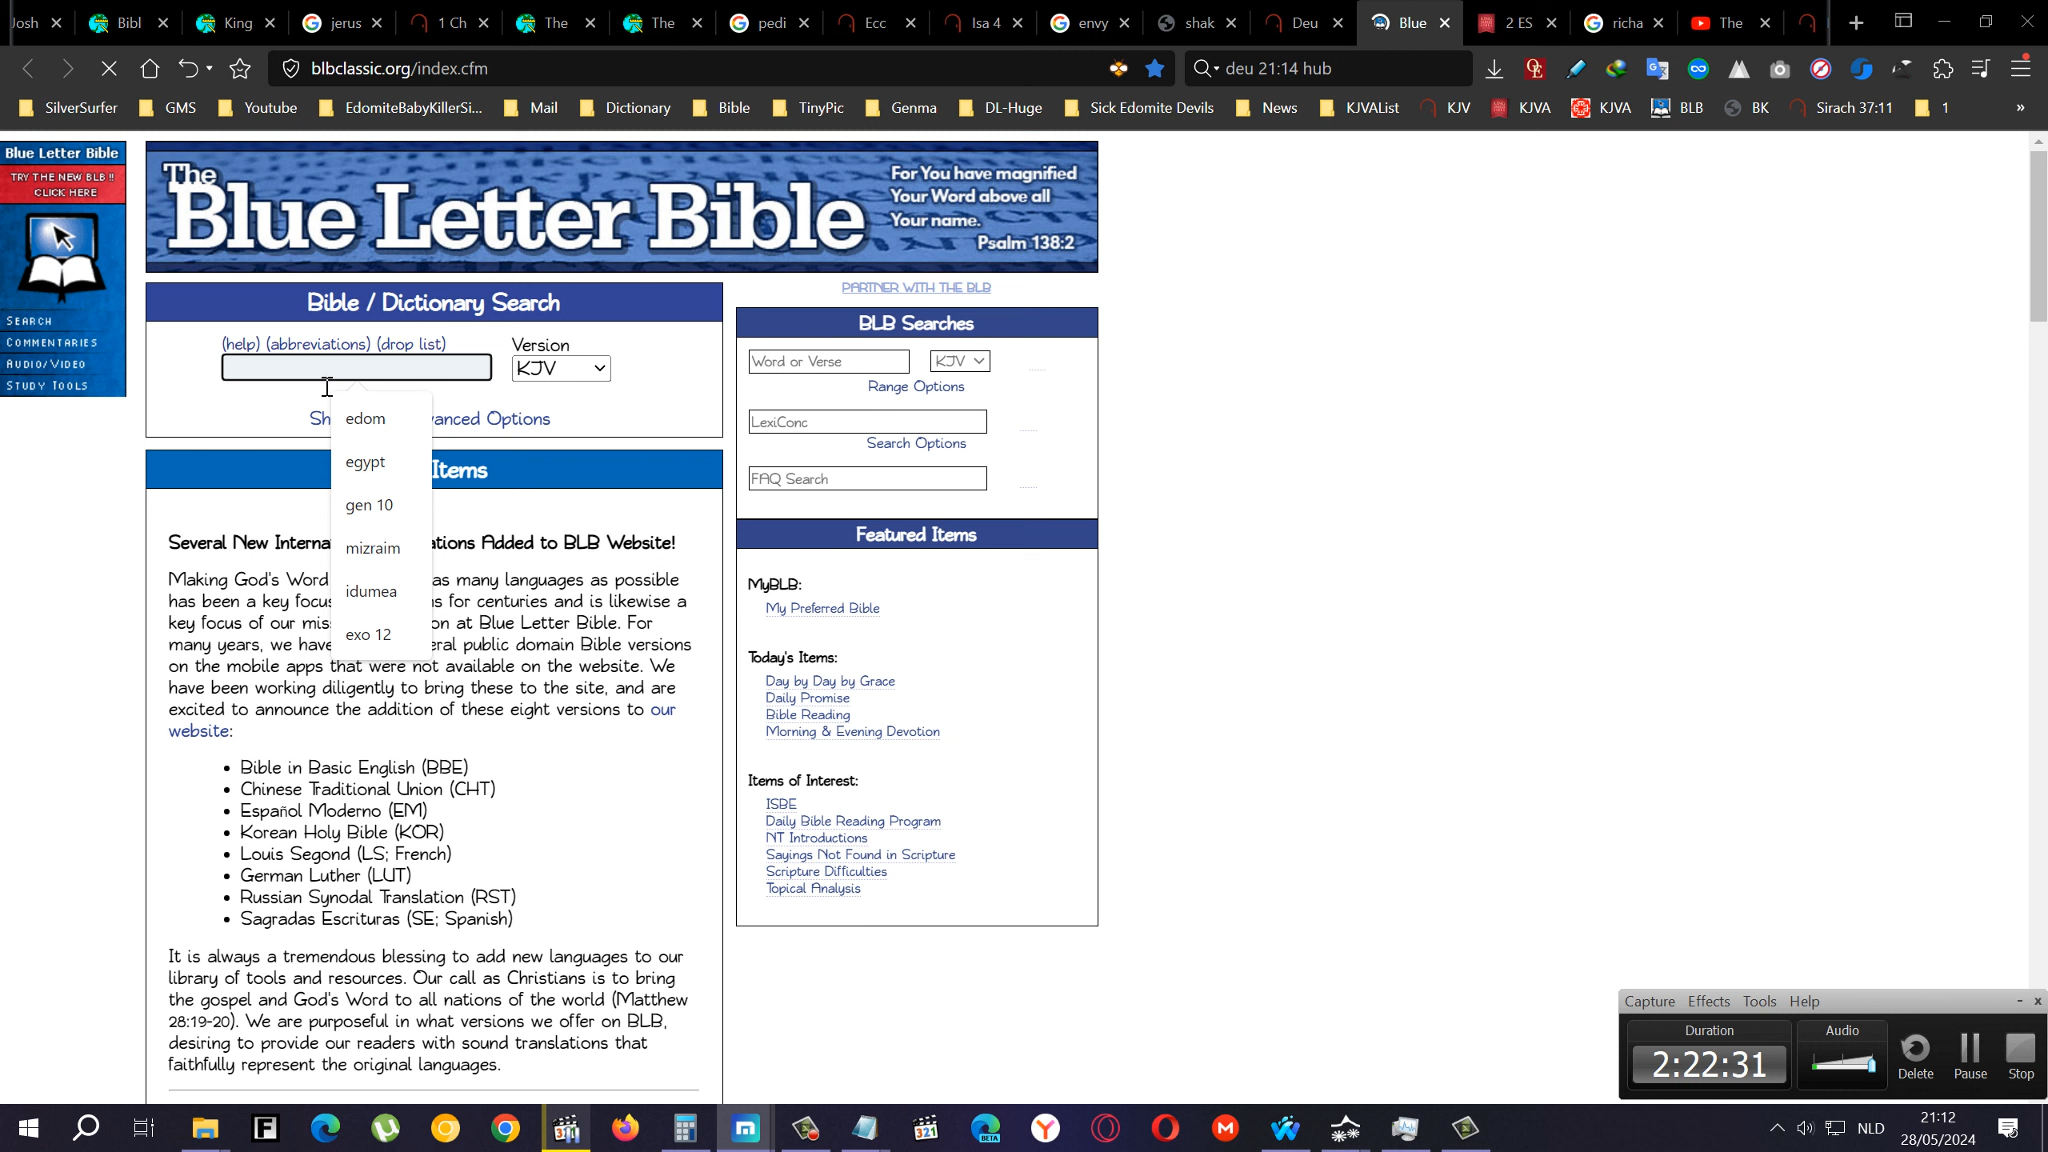 Josh
Bibl
King
jerus
1 Ch
The
The
pedi
Ecc
Isa 4
envy
shak
Deu
Blue
2 ES
richa
The
blbclassic.org/index.cfm
deu 21:14 hub
SilverSurfer
GMS
Youtube
EdomiteBabyKillerSi...
Mail
Dictionary
Bible
TinyPic
Genma
DL-Huge
Sick Edomite Devils
News
KJVAList
KJV
KJVA
KJVA
BLB
BK
Sirach 37:11
1
Blue Letter Bible
TRY THE NEW BLB !!
CLICK HERE
SEARCH
COMMENTARIES
AUDIO/VIDEO
STUDY TOOLS
The
Blue Letter Bible
For You have magnified
Your Word above all
Your name.
Psalm 138:2
PARTNER WITH THE BLB
Bible / Dictionary Search
(help) (abbreviations) (drop list)
Version
KJV
Sh
vanced Options
edom
egypt
gen 10
mizraim
idumea
exo 12
Items
Several New Interna
ations Added to BLB Website!
Making God's Word
as many languages as possible
has been a key focus
s for centuries and is likewise a
key focus of our miss
on at Blue Letter Bible. For
many years, we have
eral public domain Bible versions
on the mobile apps that were not available on the website. We
have been working diligently to bring these to the site, and are
excited to announce the addition of these eight versions to our
website:
• Bible in Basic English (BBE)
• Chinese Traditional Union (CHT)
• Español Moderno (EM)
• Korean Holy Bible (KOR)
• Louis Segond (LS; French)
• German Luther (LUT)
• Russian Synodal Translation (RST)
• Sagradas Escrituras (SE; Spanish)
It is always a tremendous blessing to add new languages to our
library of tools and resources. Our call as Christians is to bring
the gospel and God's Word to all nations of the world (Matthew
28:19-20). We are purposeful in what versions we offer on BLB,
desiring to provide our readers with sound translations that
faithfully represent the original languages.
BLB Searches
Word or Verse
KJV
Range Options
LexiConc
Search Options
FAQ Search
Featured Items
MyBLB:
My Preferred Bible
Today's Items:
Day by Day by Grace
Daily Promise
Bible Reading
Morning & Evening Devotion
Items of Interest:
ISBE
Daily Bible Reading Program
NT Introductions
Sayings Not Found in Scripture
Scripture Difficulties
Topical Analysis
Capture Effects Tools Help
Duration
Audio
2:22:31
Delete
Pause
Stop
NLD
21:12
28/05/2024